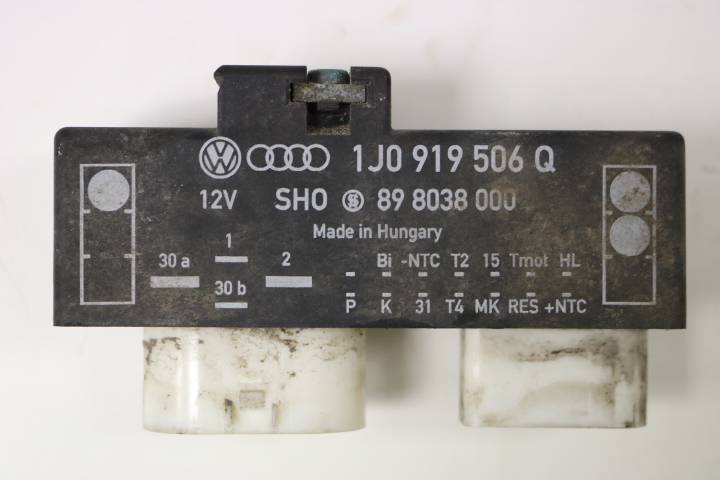 1J0 919 506 Q
12V SHO 89 8038 000
Made in Hungary
30 a 1 2 Bi -NTC T2 15 Tmot HL
30 b P K 31 T4 MK RES +NTC